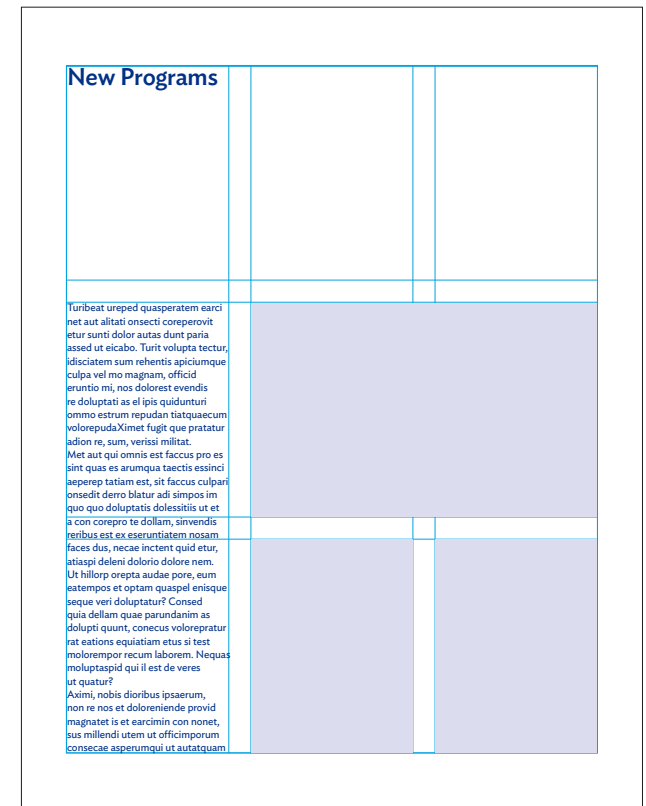 New Programs
Turibeat ureped quasperatem earci
net aut alitati onsecti coreperovit
etur sunti dolor autas dunt paria
assed ut eicabo. Turit volupta tectur,
idisciatem sum rehentis apiciumque
culpa vel mo magnam, officid
eruntio mi, nos dolorest evendis
re doluptati as el ipis quidunturi
ommo estrum repudan tiatquaecum
volorepudaXimet fugit que pratatur
adion re, sum, verissi militat.
Met aut qui omnis est faccus pro es
sint quas es arumqua taectis essinci
aeperep tatiam est, sit faccus culpari
onsedit derro blatur adi simpos im
quo quo doluptatis dolessitiis ut et
a con corepro te dollam, sinvendis
reribus est ex eseruntiatem nosam
faces dus, necae inctent quid etur,
atiaspi deleni dolorio dolore nem.
Ut hillorp orepta audae pore, eum
eatempos et optam quaspel enisque
seque veri doluptatur? Consed
quia dellam quae parundanim as
dolupti quunt, conecus volorepratur
rat eations equiatiam etus si test
molorempor recum laborem. Nequas
moluptaspid qui il est de veres
ut quatur?
Aximi, nobis dioribus ipsaerum,
non re nos et doloreniende provid
magnatet is et earcimin con nonet,
sus millendi utem ut officimporum
consecae asperumqui ut autatquam